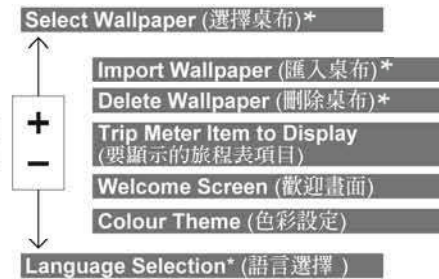 Select Wallpaper (選擇桌布)*
Import Wallpaper (匯入桌布)*
Delete Wallpaper (刪除桌布)*
+
Trip Meter Item to Display
(要顯示的旅程表項目)
−
Welcome Screen (歡迎畫面)
Colour Theme (色彩設定)
Language Selection* (語言選擇 )